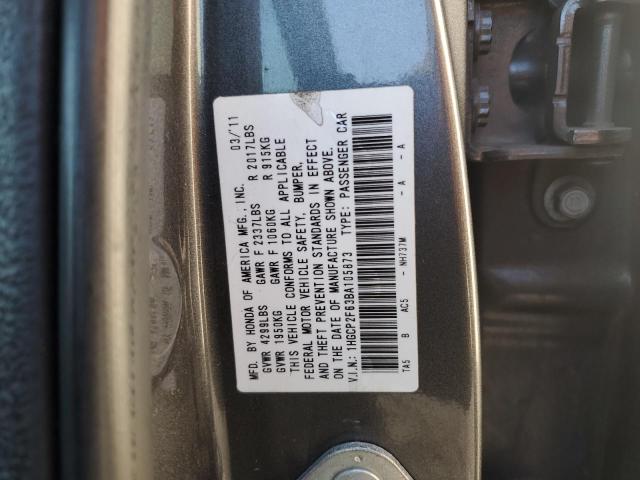 MFD. BY HONDA OF AMERICA MFG., INC. 03/'11
GVWR 4299LBS GAWR F 2337LBS R 2017LBS
GVWR 1950KG GAWR F 1060KG R 915KG
THIS VEHICLE CONFORMS TO ALL APPLICABLE
FEDERAL MOTOR VEHICLE SAFETY, BUMPER,
AND THEFT PREVENTION STANDARDS IN EFFECT
ON THE DATE OF MANUFACTURE SHOWN ABOVE.
V.I.N.: 1HGCP2F63BA105873 TYPE: PASSENGER CAR
TA5 B AC5 - NH737M - A - A